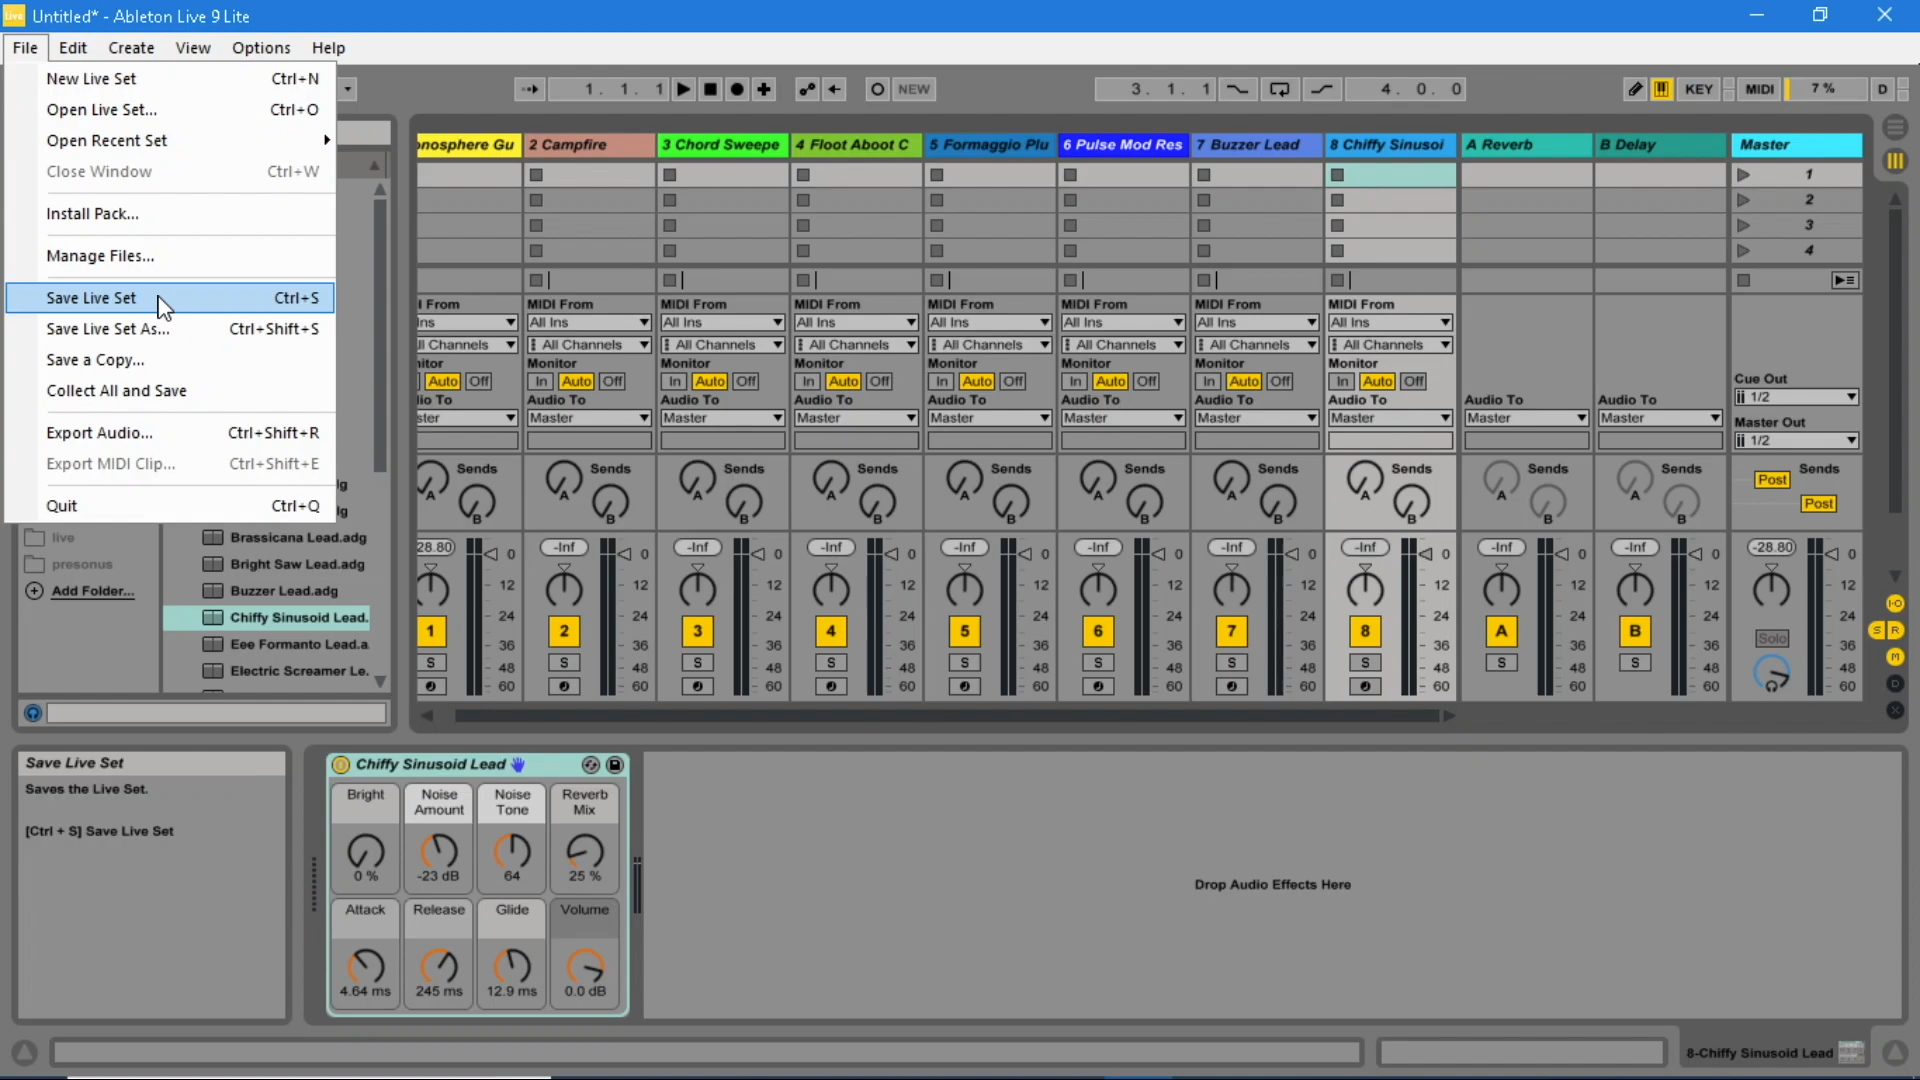 live Untitled* - Ableton Live 9 Lite
File Edit Create View Options Help
New Live Set Ctrl+N
Open Live Set... Ctrl+O
Open Recent Set
Close Window Ctrl+W
Install Pack...
Manage Files...
Save Live Set Ctrl+S
Save Live Set As... Ctrl+Shift+S
Save a Copy...
Collect All and Save
Export Audio... Ctrl+Shift+R
Export MIDI Clip... Ctrl+Shift+E
Quit Ctrl+Q
1. 1. 1 NEW 3. 1. 1 4. 0. 0 KEY MIDI 7 % D
onosphere Gu 2 Campfire 3 Chord Sweepe 4 Floot Aboot C 5 Formaggio Plu 6 Pulse Mod Res 7 Buzzer Lead 8 Chiffy Sinusoi A Reverb B Delay Master
1
2
3
4
I From MIDI From MIDI From MIDI From MIDI From MIDI From MIDI From MIDI From
Ins All Ins All Ins All Ins All Ins All Ins All Ins All Ins
ll Channels All Channels All Channels All Channels All Channels All Channels All Channels All Channels
nitor Monitor Monitor Monitor Monitor Monitor Monitor Monitor
Auto Off In Auto Off In Auto Off In Auto Off In Auto Off In Auto Off In Auto Off In Auto Off
Cue Out
1/2
dio To Audio To Audio To Audio To Audio To Audio To Audio To Audio To Audio To Audio To
ster Master Master Master Master Master Master Master Master Master
Master Out
1/2
Sends Sends Sends Sends Sends Sends Sends Sends Sends Sends Sends
A A A A A A A A A A Post
B B B B B B B B B B Post
28.80 0 -Inf 0 -Inf 0 -Inf 0 -Inf 0 -Inf 0 -Inf 0 -Inf 0 -Inf 0 -Inf 0 -28.80 0
12 12 12 12 12 12 12 12 12 12 12
24 24 24 24 24 24 24 24 24 24 24
1 2 3 4 5 6 7 8 A B Solo
36 36 36 36 36 36 36 36 36 36 36
S S S S S S S S S S
48 48 48 48 48 48 48 48 48 48 48
60 60 60 60 60 60 60 60 60 60 60
I·O
S R
M
D
X
lg
lg
live
presonus
Add Folder...
Brassicana Lead.adg
Bright Saw Lead.adg
Buzzer Lead.adg
Chiffy Sinusoid Lead.
Eee Formanto Lead.a
Electric Screamer Le.
Save Live Set
Saves the Live Set.
[Ctrl + S] Save Live Set
Chiffy Sinusoid Lead
Bright Noise Amount Noise Tone Reverb Mix
0 % -23 dB 64 25 %
Attack Release Glide Volume
4.64 ms 245 ms 12.9 ms 0.0 dB
Drop Audio Effects Here
8-Chiffy Sinusoid Lead